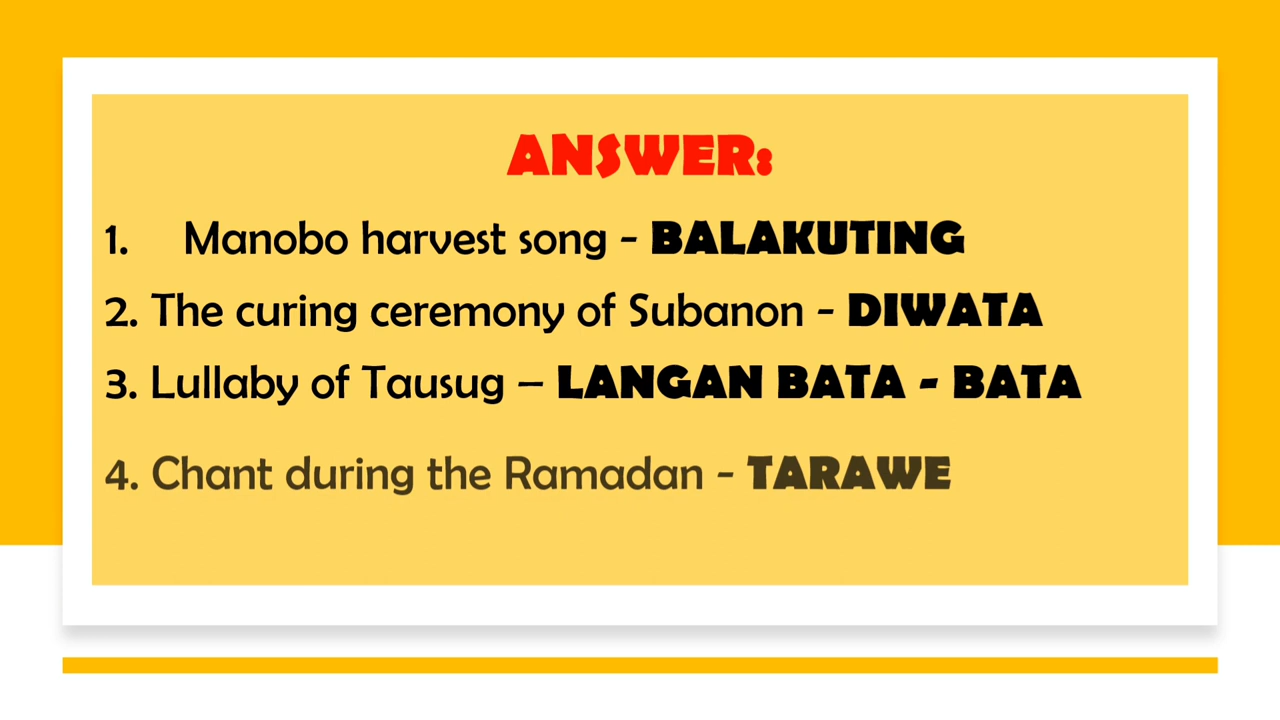 ANSWER:
1. Manobo harvest song - BALAKUTING
2. The curing ceremony of Subanon - DIWATA
3. Lullaby of Tausug – LANGAN BATA - BATA
4. Chant during the Ramadan - TARAWE